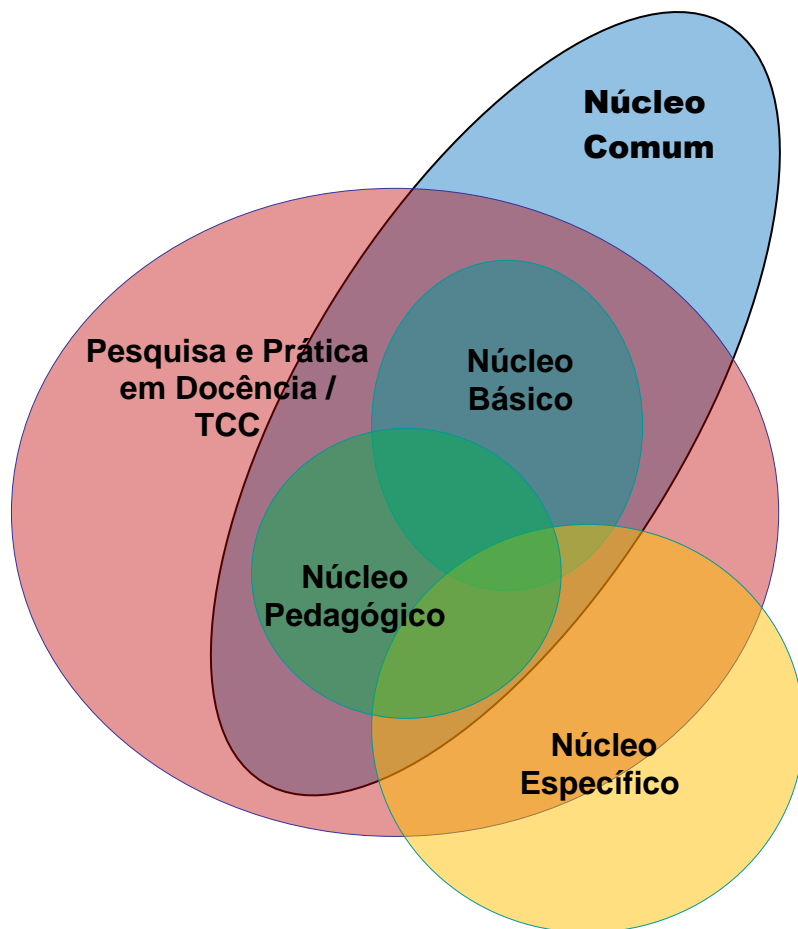 Núcleo
Comum
Pesquisa e Prática
em Docência /
TCC
Núcleo
Básico
Núcleo
Pedagógico
Núcleo
Específico